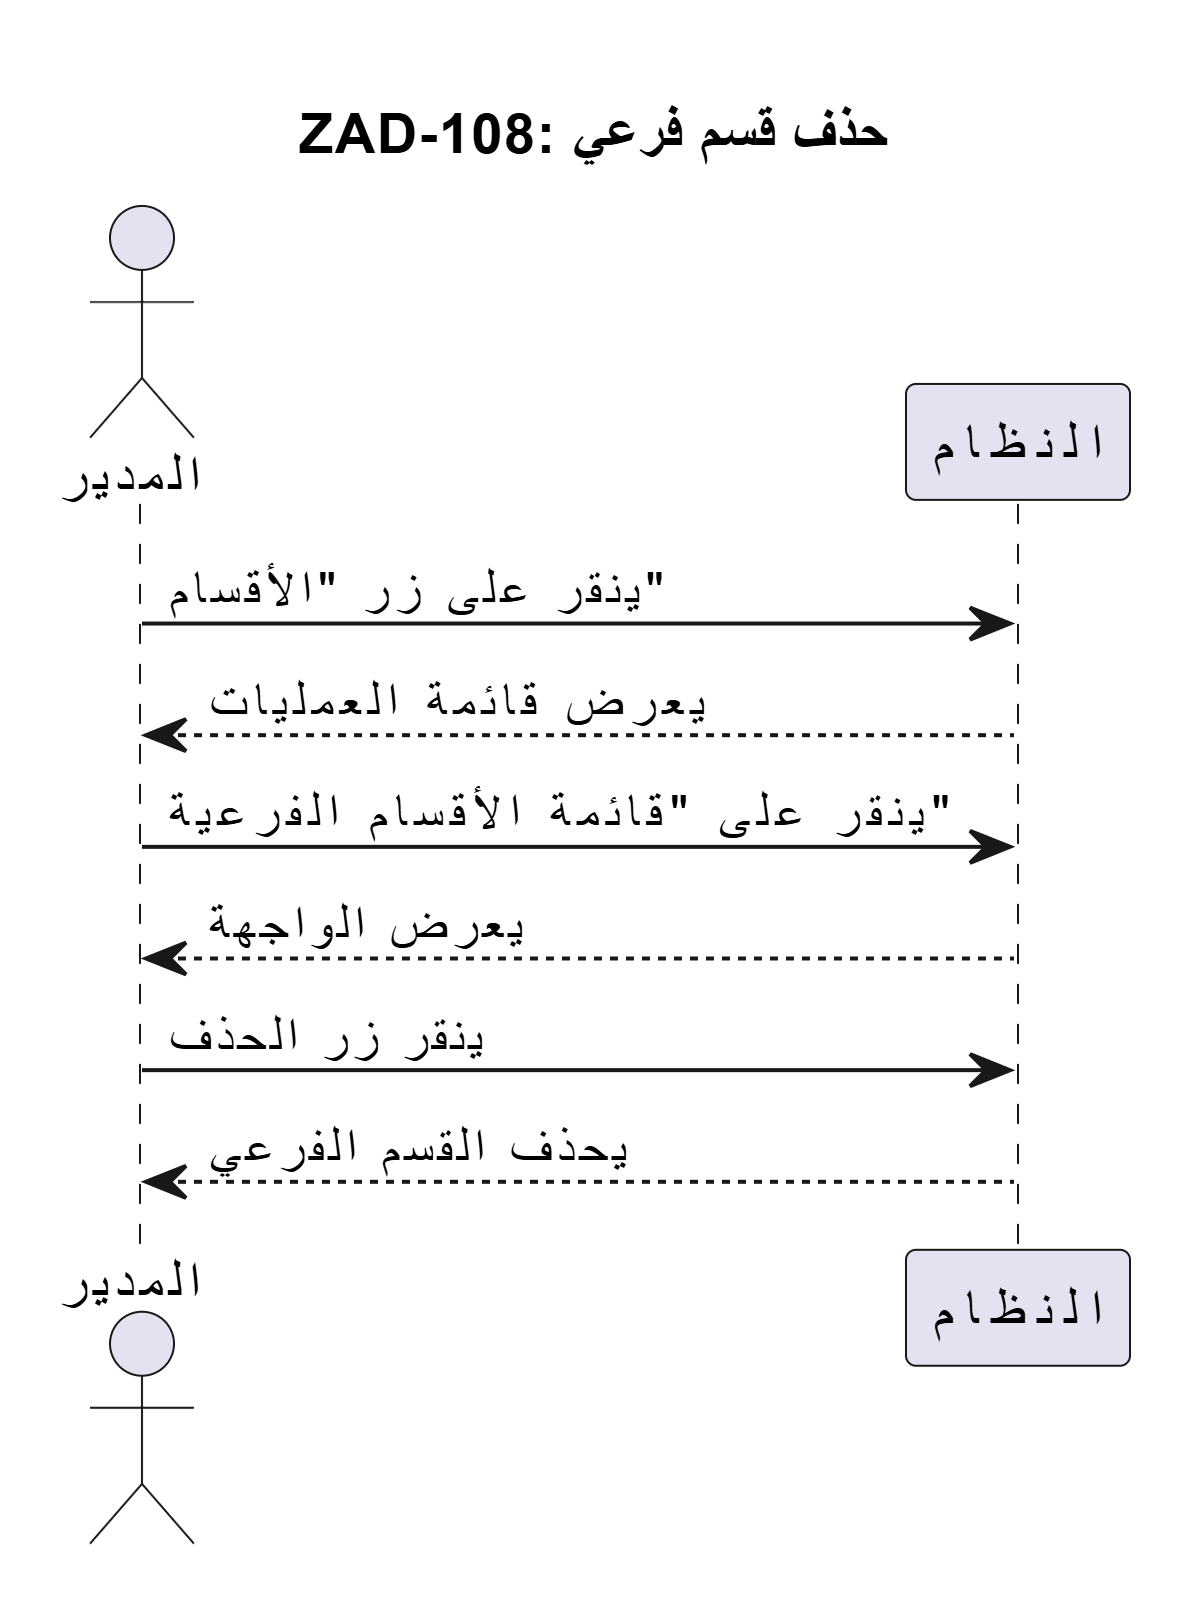 ZAD-108: حذف قسم فرعي
المدير
النظام
ينقر على زر "الأقسام"
يعرض قائمة العمليات
ينقر على "قائمة الأقسام الفرعية"
يعرض الواجهة
ينقر زر الحذف
يحذف القسم الفرعي
المدير
النظام